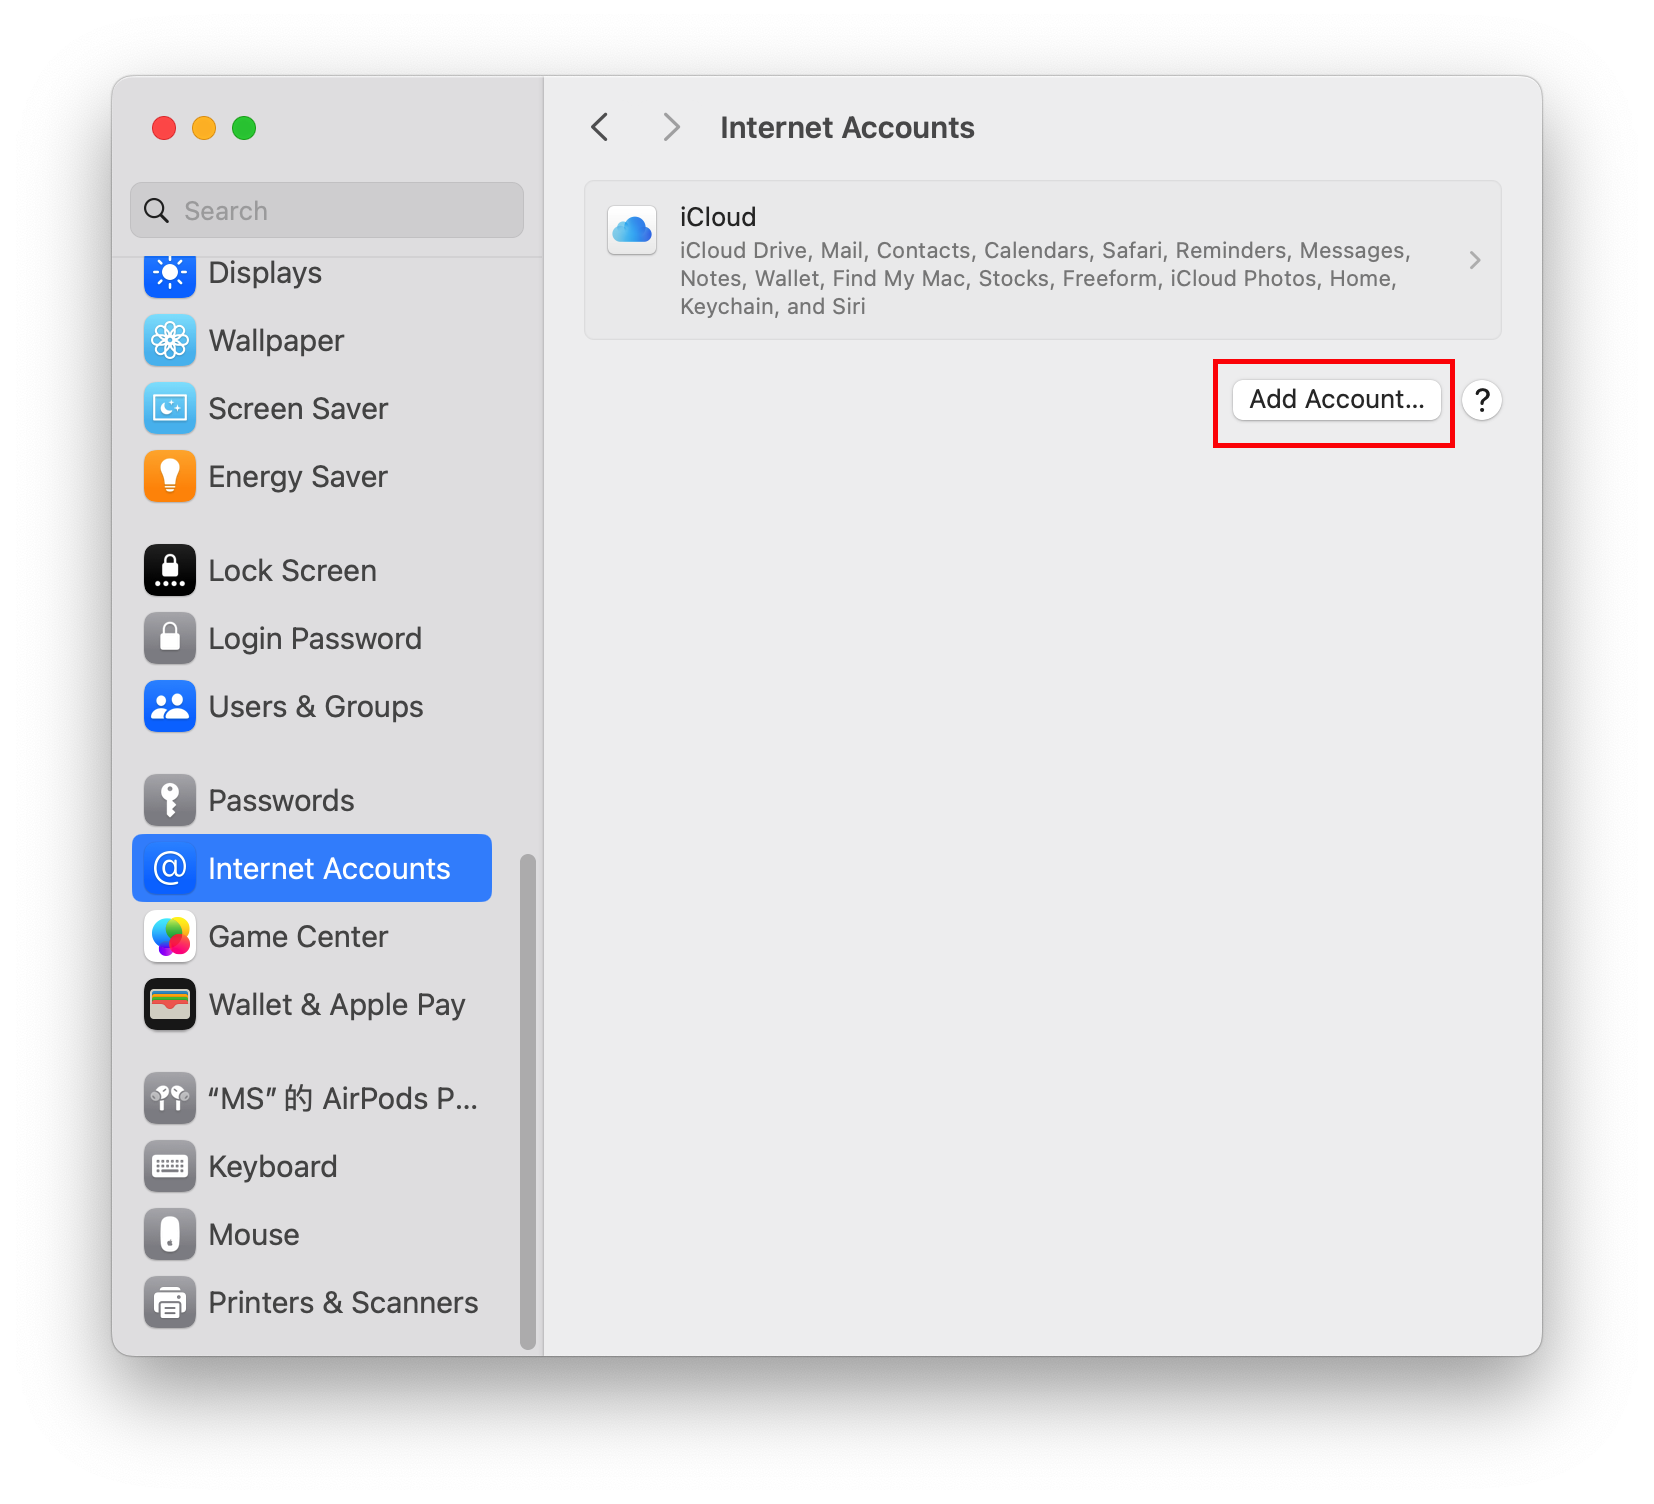 Search
Displays
Wallpaper
Screen Saver
Energy Saver
Lock Screen
Login Password
Users & Groups
Passwords
@ Internet Accounts
Game Center
Wallet & Apple Pay
“MS” 的 AirPods P...
Keyboard
Mouse
Printers & Scanners
Internet Accounts
iCloud
iCloud Drive, Mail, Contacts, Calendars, Safari, Reminders, Messages,
Notes, Wallet, Find My Mac, Stocks, Freeform, iCloud Photos, Home,
Keychain, and Siri
Add Account...
?